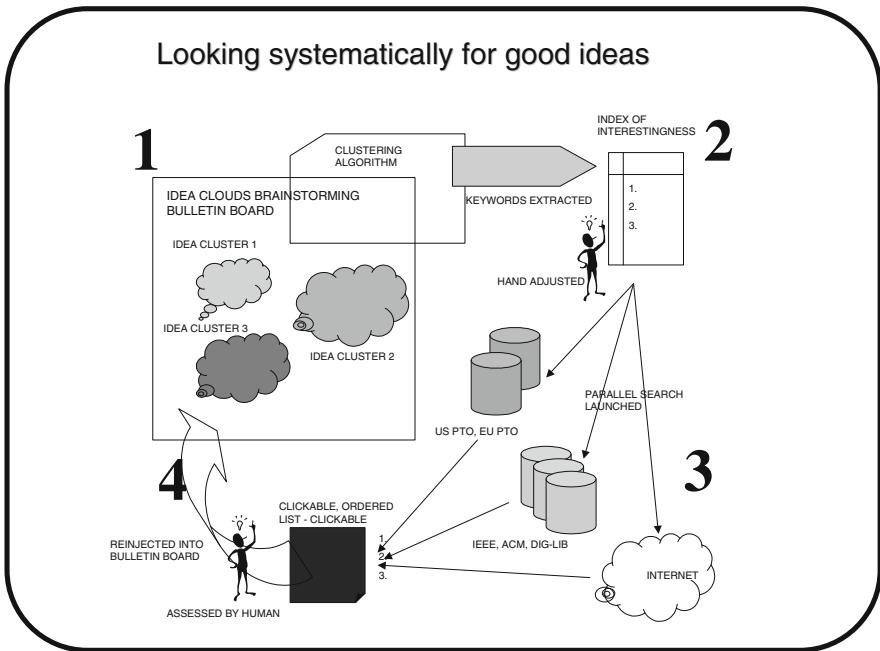 Looking systematically for good ideas
1
CLUSTERING
ALGORITHM
IDEA CLOUDS BRAINSTORMING
BULLETIN BOARD
IDEA CLUSTER 1
IDEA CLUSTER 3
IDEA CLUSTER 2
KEYWORDS EXTRACTED
INDEX OF
INTERESTINGNESS
2
1.
2.
3.
HAND ADJUSTED
PARALLEL SEARCH
LAUNCHED
US PTO, EU PTO
3
IEEE, ACM, DIG-LIB
INTERNET
4
CLICKABLE, ORDERED
LIST - CLICKABLE
1.
2.
3.
REINJECTED INTO
BULLETIN BOARD
ASSESSED BY HUMAN